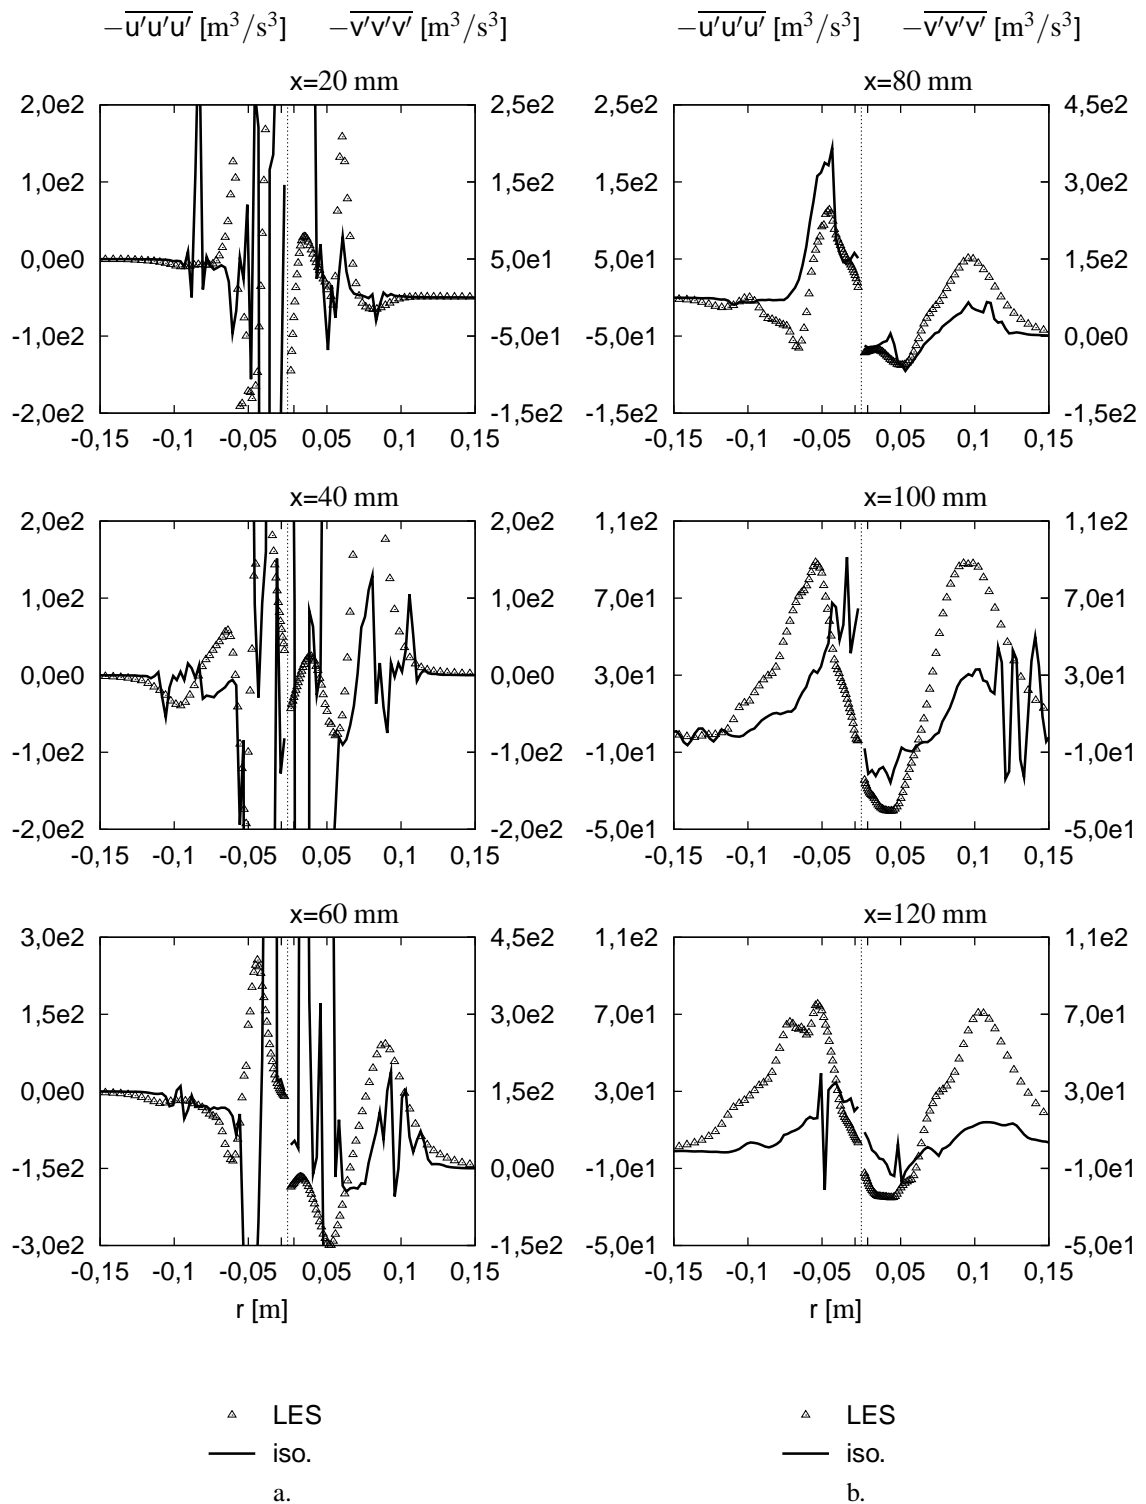 −u′u′u′ [m³/s³] −v′v′v′ [m³/s³] −u′u′u′ [m³/s³] −v′v′v′ [m³/s³]
x=20 mm x=80 mm
2,0e2 2,5e2 2,5e2 4,5e2
1,0e2 1,5e2 1,5e2 3,0e2
0,0e0 5,0e1 5,0e1 1,5e2
-1,0e2 -5,0e1 -5,0e1 0,0e0
-2,0e2 -1,5e2 -1,5e2 -1,5e2
-0,15 -0,1 -0,05 0,05 0,1 0,15 -0,15 -0,1 -0,05 0,05 0,1 0,15
x=40 mm x=100 mm
2,0e2 2,0e2 1,1e2 1,1e2
1,0e2 1,0e2 7,0e1 7,0e1
0,0e0 0,0e0 3,0e1 3,0e1
-1,0e2 -1,0e2 -1,0e1 -1,0e1
-2,0e2 -2,0e2 -5,0e1 -5,0e1
-0,15 -0,1 -0,05 0,05 0,1 0,15 -0,15 -0,1 -0,05 0,05 0,1 0,15
x=60 mm x=120 mm
3,0e2 4,5e2 1,1e2 1,1e2
1,5e2 3,0e2 7,0e1 7,0e1
0,0e0 1,5e2 3,0e1 3,0e1
-1,5e2 0,0e0 -1,0e1 -1,0e1
-3,0e2 -1,5e2 -5,0e1 -5,0e1
-0,15 -0,1 -0,05 0,05 0,1 0,15 -0,15 -0,1 -0,05 0,05 0,1 0,15
r [m] r [m]
LES LES
iso. iso.
a. b.